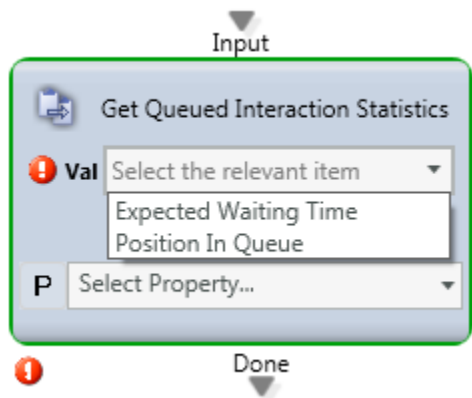 Input
Get Queued Interaction Statistics
Val Select the relevant item
Expected Waiting Time
Position In Queue
P Select Property...
Done